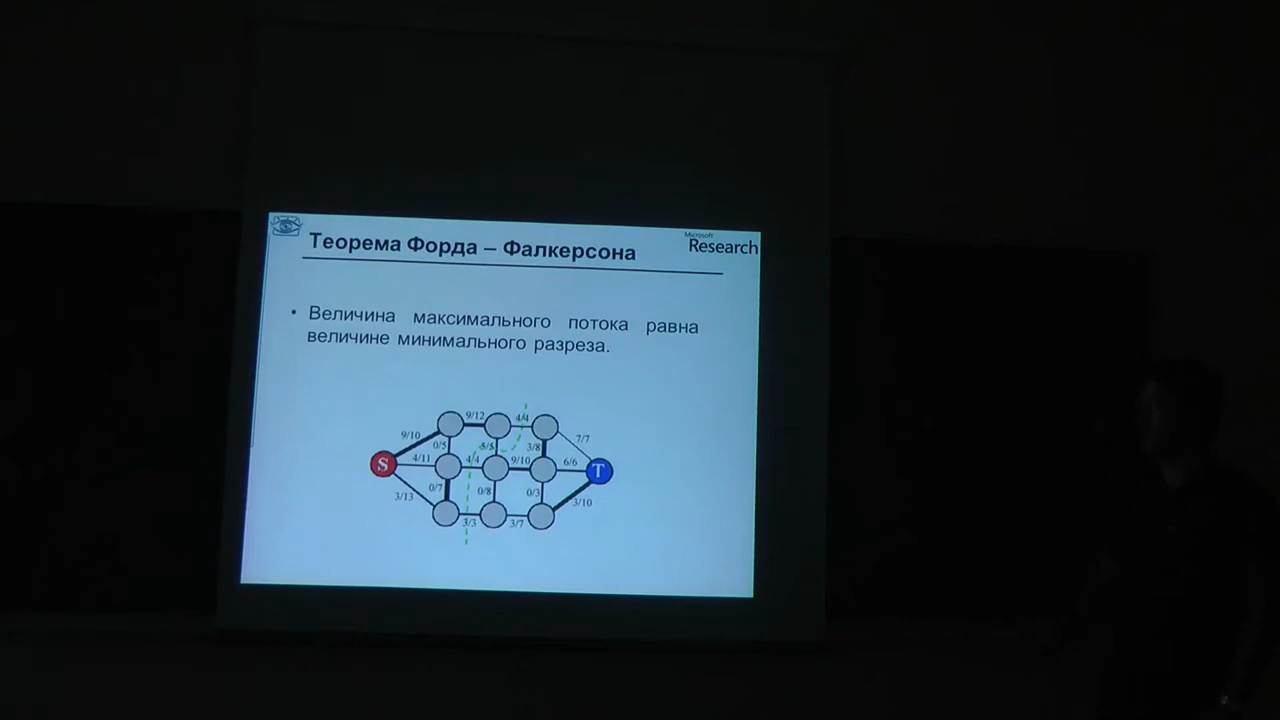 Теорема Форда – Фалкерсона
Microsoft
Research
• Величина максимального потока равна
величине минимального разреза.
9/12 4/4
9/10 0/5 5/5 3/8 7/7
S 4/11 4/4 9/10 6/6 T
3/13 0/7 0/8 0/3 3/10
3/3 3/7